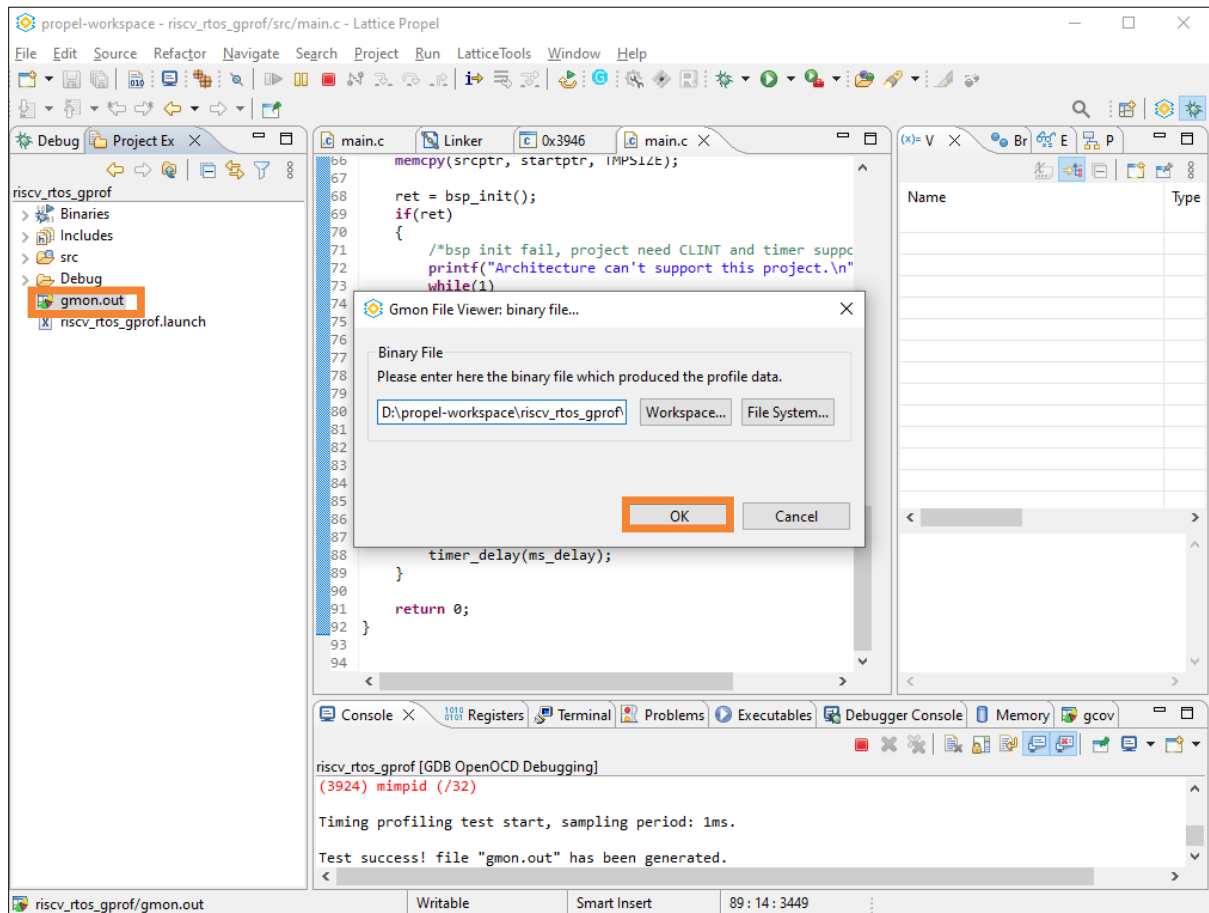 propel-workspace - riscv_rtos_gprof/src/main.c - Lattice Propel
File Edit Source Refactor Navigate Search Project Run LatticeTools Window Help
Debug Project Ex
main.c Linker 0x3946 main.c
(x)= V Br E P
riscv_rtos_gprof
Binaries
Includes
src
Debug
gmon.out
riscv_rtos_gprof.launch
66 memcpy(srcptr, startptr, TMPSIZE);
67
68 ret = bsp_init();
69 if(ret)
70 {
71 /*bsp init fail, project need CLINT and timer suppo
72 printf("Architecture can't support this project.\n"
73 while(1)
74
75
76
77
78
79
80
81
82
83
84
85
86
87
88 timer_delay(ms_delay);
89 }
90
91 return 0;
92 }
93
94
Gmon File Viewer: binary file...
Binary File
Please enter here the binary file which produced the profile data.
D:\propel-workspace\riscv_rtos_gprof\ Workspace... File System...
OK Cancel
Name Type
Console Registers Terminal Problems Executables Debugger Console Memory gcov
riscv_rtos_gprof [GDB OpenOCD Debugging]
(3924) mimpid (/32)
Timing profiling test start, sampling period: 1ms.
Test success! file "gmon.out" has been generated.
riscv_rtos_gprof/gmon.out Writable Smart Insert 89 : 14 : 3449